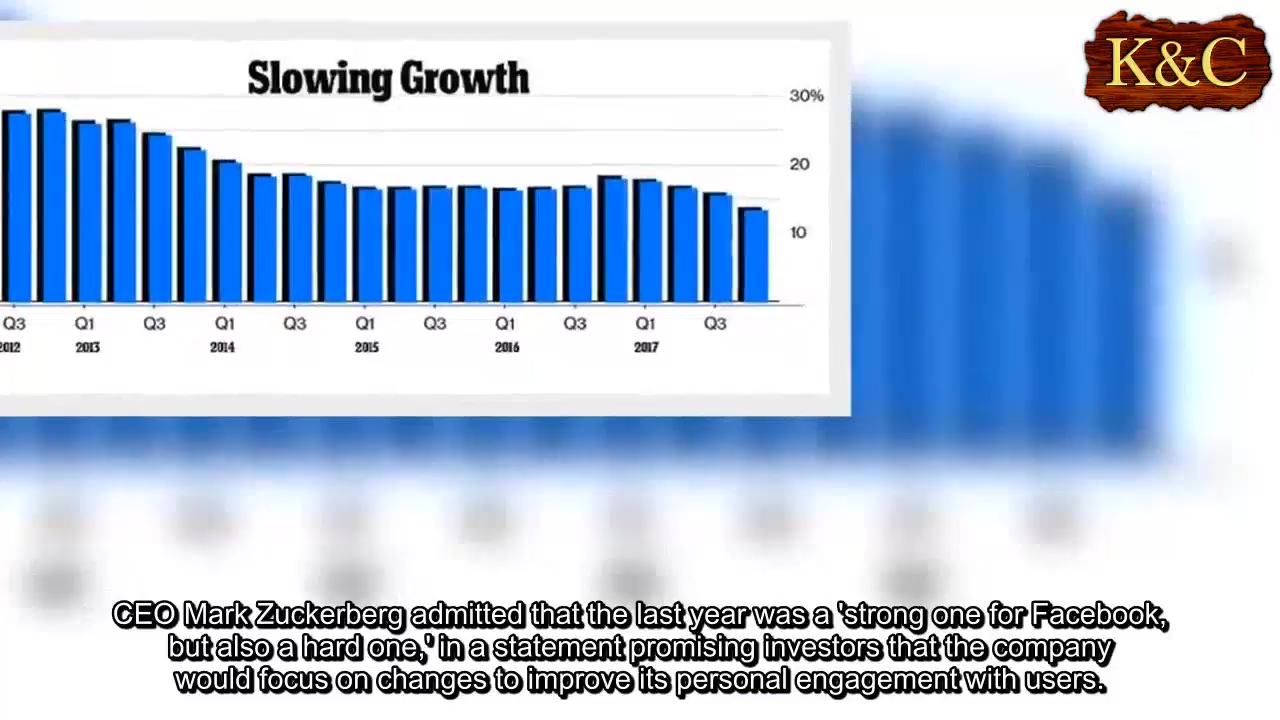 K&C
Slowing Growth
30%
20
10
Q3 Q1 Q3 Q1 Q3 Q1 Q3 Q1 Q3 Q1 Q3
2012 2013 2014 2015 2016 2017
CEO Mark Zuckerberg admitted that the last year was a 'strong one for Facebook,
but also a hard one,' in a statement promising investors that the company
would focus on changes to improve its personal engagement with users.